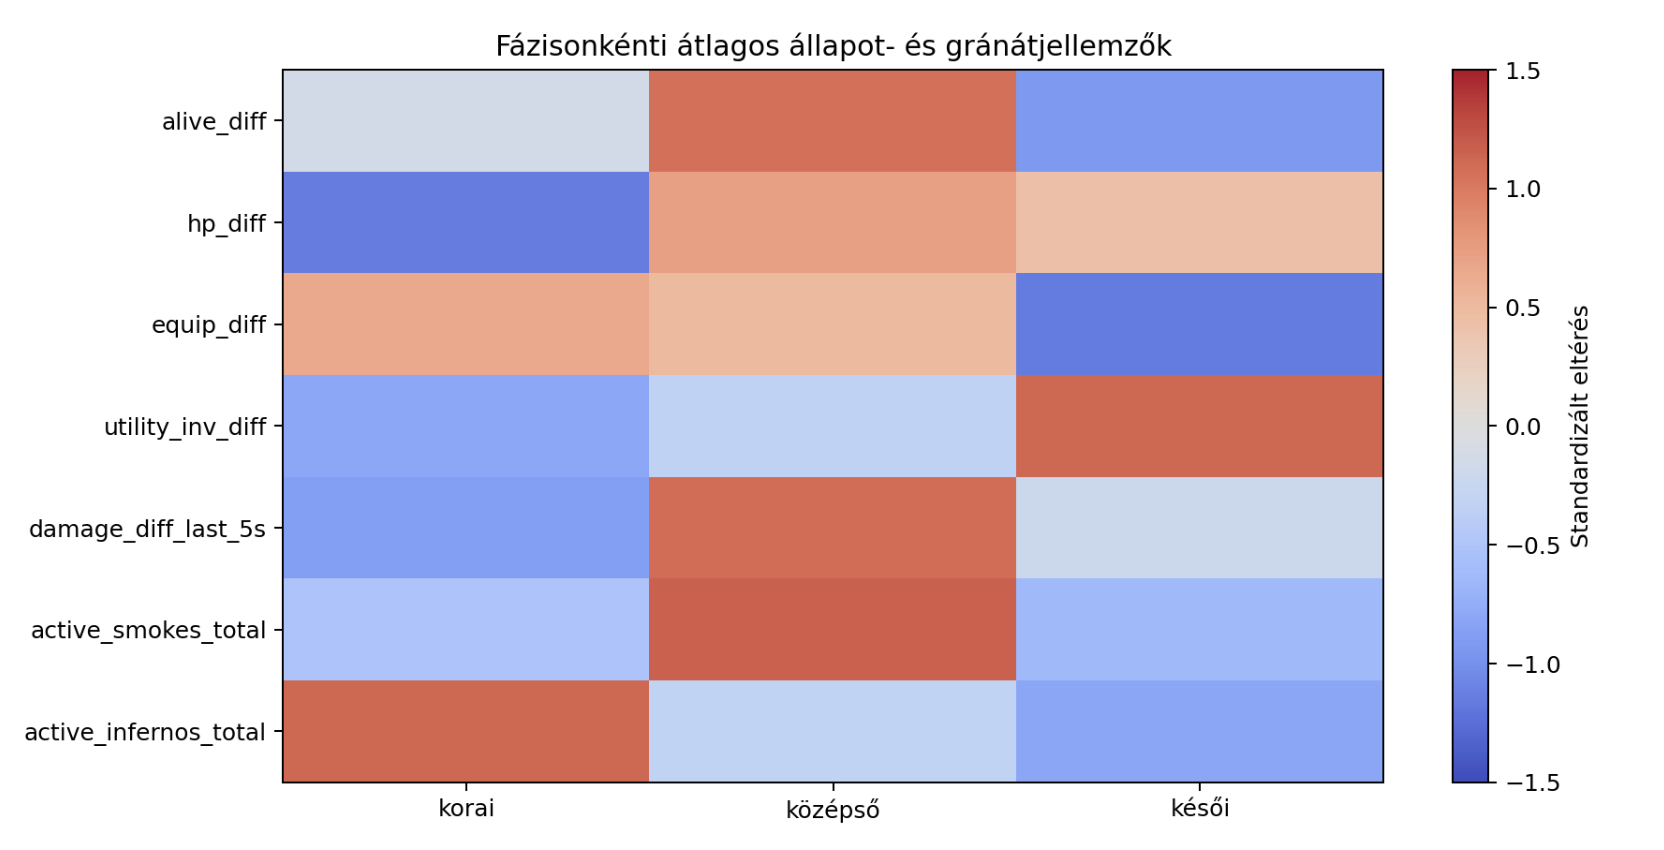 Fázisonkénti átlagos állapot- és gránátjellemzők
alive_diff
hp_diff
equip_diff
utility_inv_diff
damage_diff_last_5s
active_smokes_total
active_infernos_total
korai
középső
késői
1.5
1.0
0.5
0.0
−0.5
−1.0
−1.5
Standardizált eltérés